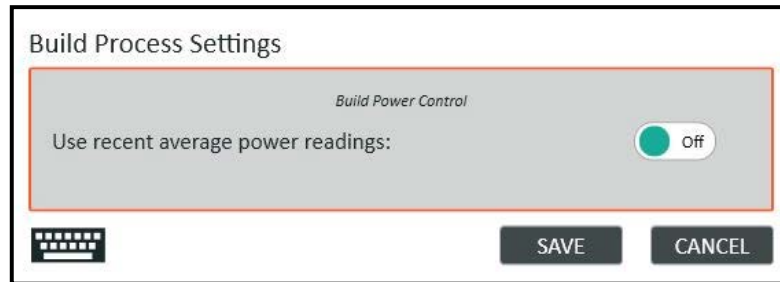 Build Process Settings
Build Power Control
Use recent average power readings:
Off
SAVE
CANCEL